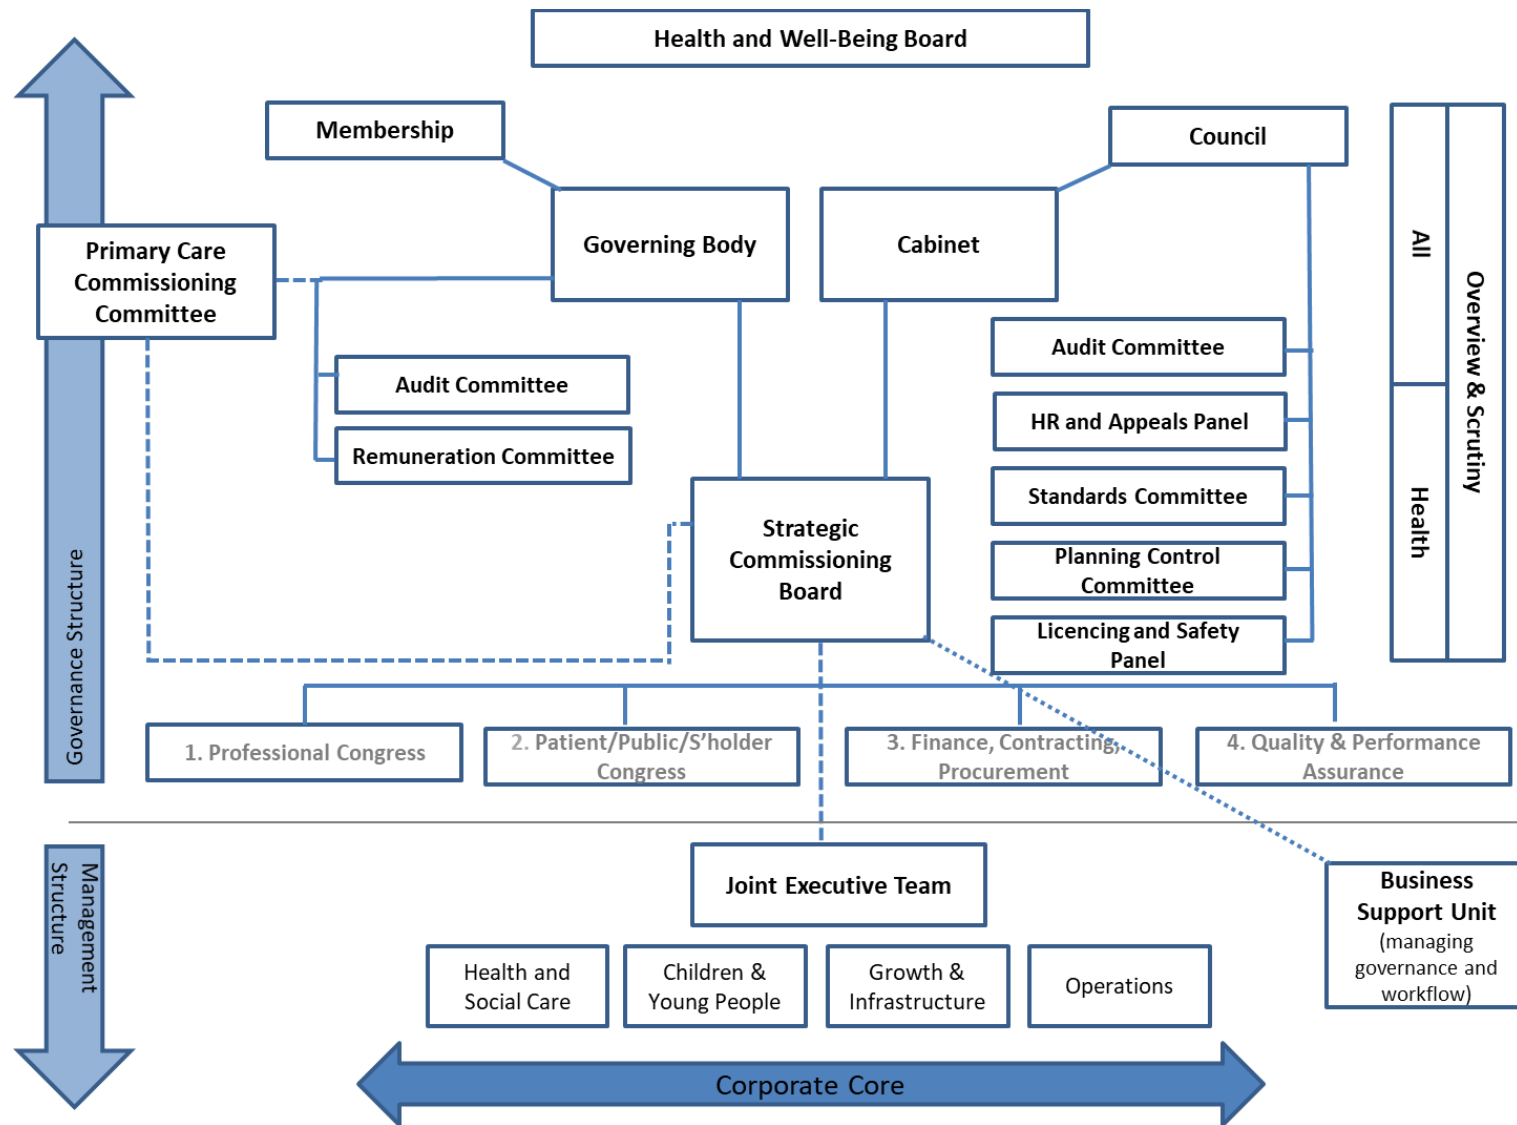 Health and Well-Being Board
Membership
Council
Governing Body
Cabinet
Primary Care
Commissioning
Committee
Audit Committee
Remuneration Committee
Audit Committee
HR and Appeals Panel
Standards Committee
Planning Control
Committee
Licencing and Safety
Panel
All
Health
Overview & Scrutiny
Strategic
Commissioning
Board
Governance Structure
1. Professional Congress
2. Patient/Public/S'holder
Congress
3. Finance, Contracting,
Procurement
4. Quality & Performance
Assurance
Management
Structure
Joint Executive Team
Business
Support Unit
(managing
governance and
workflow)
Health and
Social Care
Children &
Young People
Growth &
Infrastructure
Operations
Corporate Core